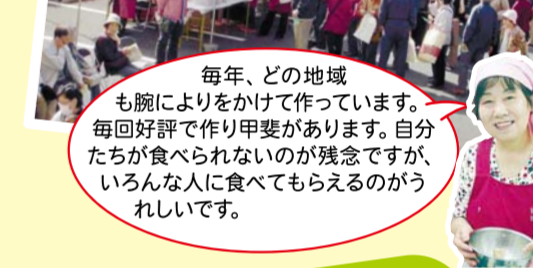 毎年、どの地域
も腕によりをかけて作っています。
毎回好評で作り甲斐があります。自分
たちが食べられないのが残念ですが、
いろんな人に食べてもらえるのがう
れしいです。